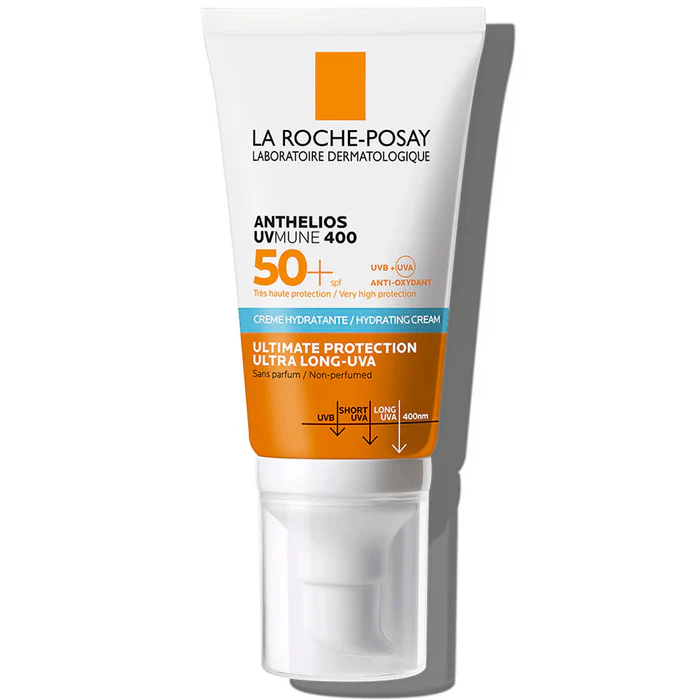 LA ROCHE-POSAY
LABORATOIRE DERMATOLOGIQUE
ANTHELIOS
UVMUNE 400
50+ spf
UVB + UVA
ANTI-OXYDANT
Très haute protection / Very high protection
CREME HYDRATANTE / HYDRATING CREAM
ULTIMATE PROTECTION
ULTRA LONG-UVA
Sans parfum / Non-perfumed
UVB SHORT UVA LONG UVA 400nm